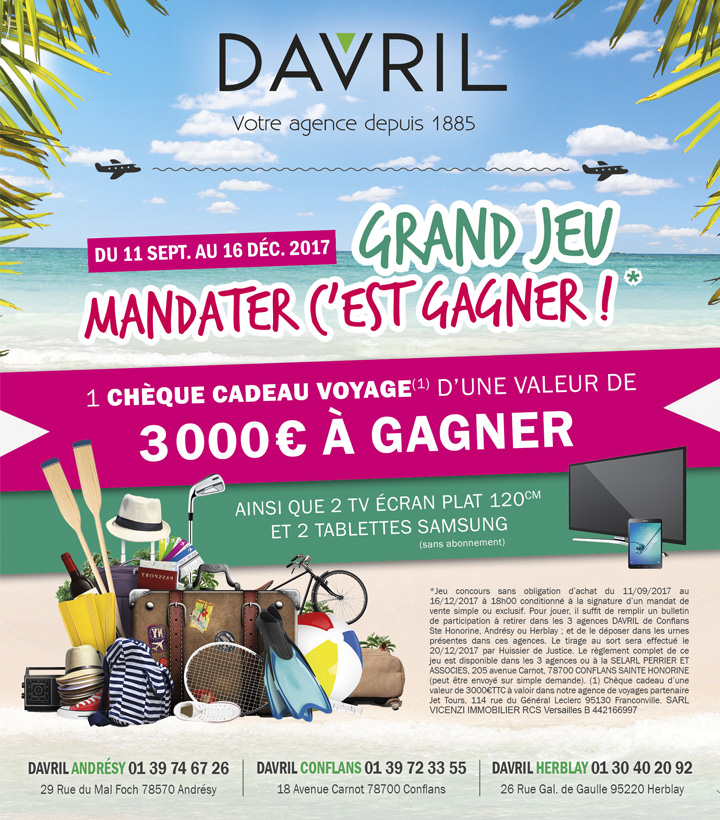 DAVRIL
Votre agence depuis 1885
DU 11 SEPT. AU 16 DÉC. 2017
GRAND JEU
MANDATER C'EST GAGNER ! *
1 CHÈQUE CADEAU VOYAGE(1) D'UNE VALEUR DE
3 000€ À GAGNER
AINSI QUE 2 TV ÉCRAN PLAT 120CM
ET 2 TABLETTES SAMSUNG
(sans abonnement)
PASSPORT
*Jeu concours sans obligation d'achat du 11/09/2017 au
16/12/2017 à 18h00 conditionné à la signature d'un mandat de
vente simple ou exclusif. Pour jouer, il suffit de remplir un bulletin
de participation à retirer dans les 3 agences DAVRIL de Conflans
Ste Honorine, Andrésy ou Herblay ; et de le déposer dans les urnes
présentes dans ces agences. Le tirage au sort sera effectué le
20/12/2017 par Huissier de Justice. Le règlement complet de ce
jeu est disponible dans les 3 agences ou à la SELARL PERRIER ET
ASSOCIES, 205 avenue Carnot, 78700 CONFLANS SAINTE HONORINE
(peut être envoyé sur simple demande). (1) Chèque cadeau d'une
valeur de 3000€TTC à valoir dans notre agence de voyages partenaire
Jet Tours, 114 rue du Général Leclerc 95130 Franconville. SARL
VICENZI IMMOBILIER RCS Versailles B 442166997
DAVRIL ANDRÉSY 01 39 74 67 26
29 Rue du Mal Foch 78570 Andrésy
DAVRIL CONFLANS 01 39 72 33 55
18 Avenue Carnot 78700 Conflans
DAVRIL HERBLAY 01 30 40 20 92
26 Rue Gal. de Gaulle 95220 Herblay